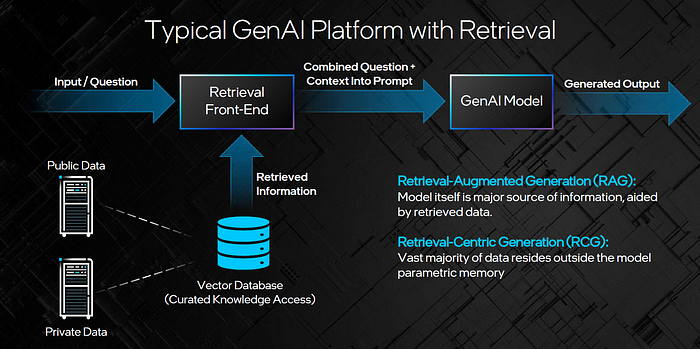 Typical GenAI Platform with Retrieval
Input / Question
Retrieval
Front-End
Combined Question +
Context Into Prompt
GenAI Model
Generated Output
Retrieved
Information
Public Data
Private Data
Vector Database
(Curated Knowledge Access)
Retrieval-Augmented Generation (RAG):
Model itself is major source of information, aided
by retrieved data.
Retrieval-Centric Generation (RCG):
Vast majority of data resides outside the model
parametric memory